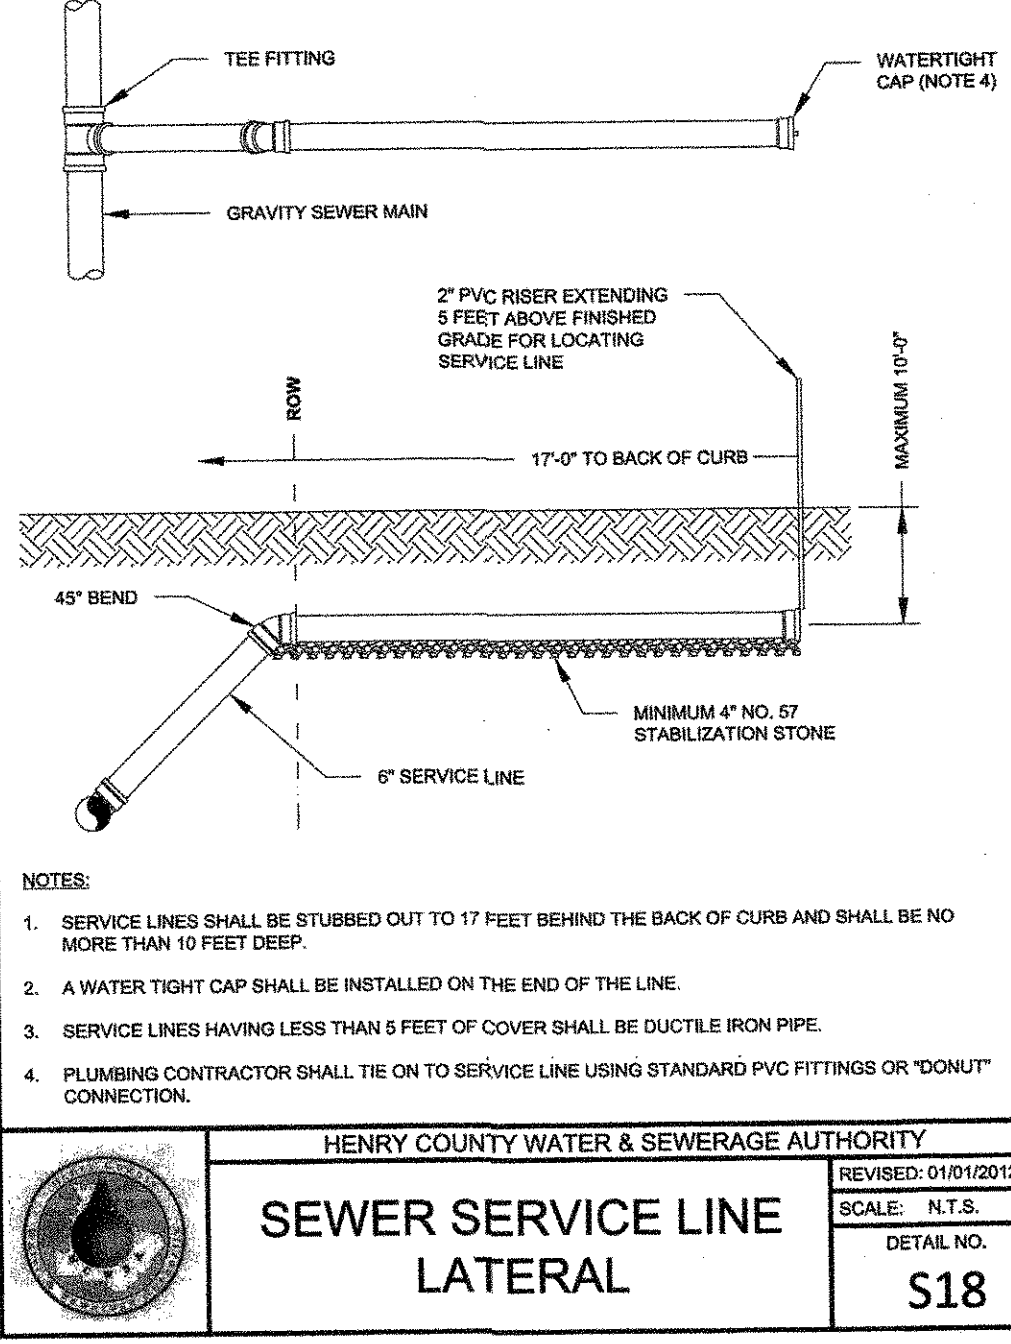 TEE FITTING
WATERTIGHT
CAP (NOTE 4)
GRAVITY SEWER MAIN
2" PVC RISER EXTENDING
5 FEET ABOVE FINISHED
GRADE FOR LOCATING
SERVICE LINE
ROW
MAXIMUM 10'-0"
17'-0" TO BACK OF CURB
45° BEND
MINIMUM 4" NO. 57
STABILIZATION STONE
6" SERVICE LINE
NOTES:
1. SERVICE LINES SHALL BE STUBBED OUT TO 17 FEET BEHIND THE BACK OF CURB AND SHALL BE NO
MORE THAN 10 FEET DEEP.
2. A WATER TIGHT CAP SHALL BE INSTALLED ON THE END OF THE LINE.
3. SERVICE LINES HAVING LESS THAN 5 FEET OF COVER SHALL BE DUCTILE IRON PIPE.
4. PLUMBING CONTRACTOR SHALL TIE ON TO SERVICE LINE USING STANDARD PVC FITTINGS OR "DONUT"
CONNECTION.
HENRY COUNTY WATER & SEWERAGE AUTHORITY
SEWER SERVICE LINE
LATERAL
REVISED: 01/01/2012
SCALE: N.T.S.
DETAIL NO.
S18